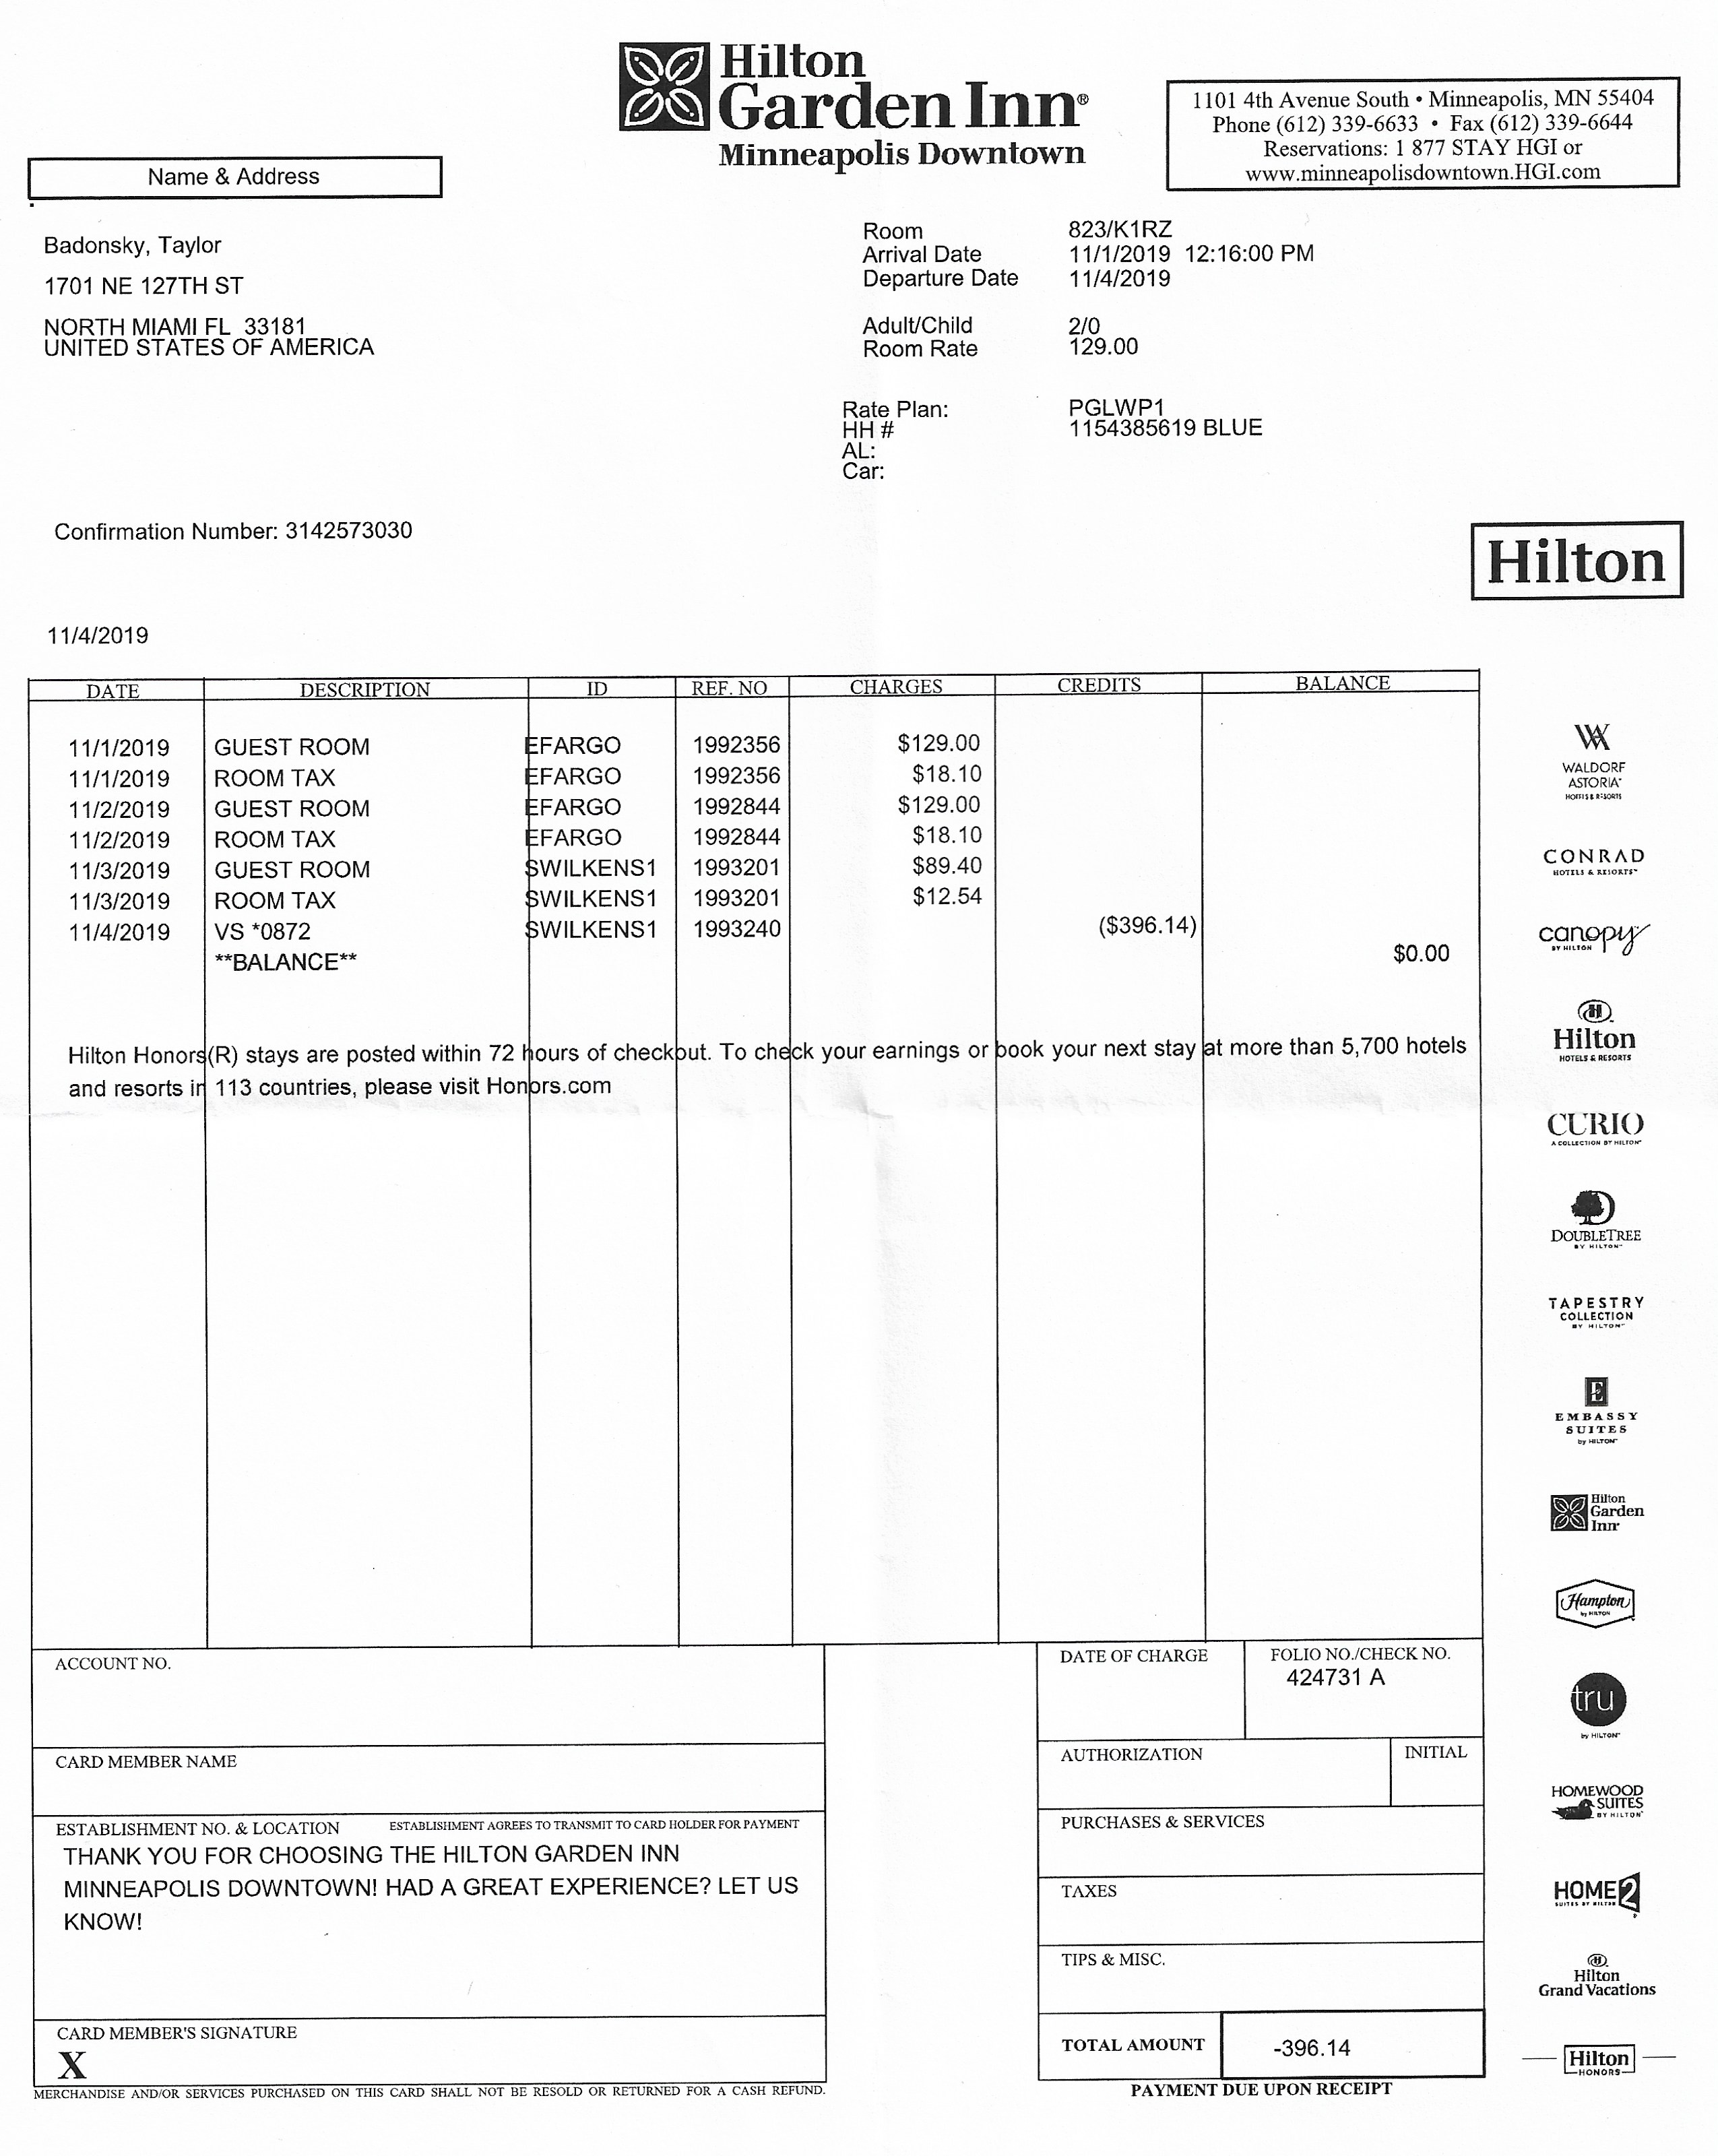 Hilton
Garden Inn®
Minneapolis Downtown
1101 4th Avenue South • Minneapolis, MN 55404
Phone (612) 339-6633 • Fax (612) 339-6644
Reservations: 1 877 STAY HGI or
www.minneapolisdowntown.HGI.com
Name & Address
Badonsky, Taylor
1701 NE 127TH ST
NORTH MIAMI FL 33181
UNITED STATES OF AMERICA
Room 823/K1RZ
Arrival Date 11/1/2019 12:16:00 PM
Departure Date 11/4/2019
Adult/Child 2/0
Room Rate 129.00
Rate Plan: PGLWP1
HH # 1154385619 BLUE
AL:
Car:
Confirmation Number: 3142573030
Hilton
11/4/2019
DATE DESCRIPTION ID REF. NO CHARGES CREDITS BALANCE
11/1/2019 GUEST ROOM EFARGO 1992356 $129.00
11/1/2019 ROOM TAX EFARGO 1992356 $18.10
11/2/2019 GUEST ROOM EFARGO 1992844 $129.00
11/2/2019 ROOM TAX EFARGO 1992844 $18.10
11/3/2019 GUEST ROOM SWILKENS1 1993201 $89.40
11/3/2019 ROOM TAX SWILKENS1 1993201 $12.54
11/4/2019 VS *0872 SWILKENS1 1993240 ($396.14)
**BALANCE** $0.00
Hilton Honors(R) stays are posted within 72 hours of checkout. To check your earnings or book your next stay at more than 5,700 hotels
and resorts in 113 countries, please visit Honors.com
WALDORF
ASTORIA
HOTELS & RESORTS
CONRAD
HOTELS & RESORTS
canopy
BY HILTON
Hilton
HOTELS & RESORTS
CURIO
A COLLECTION BY HILTON
DOUBLETREE
BY HILTON
TAPESTRY
COLLECTION
BY HILTON
E
EMBASSY
SUITES
by HILTON
Hilton
Garden
Inn
Hampton
by HILTON
tru
by HILTON
HOMEWOOD
SUITES
BY HILTON
HOME2
SUITES BY HILTON
Hilton
Grand Vacations
Hilton
HONORS
ACCOUNT NO.
CARD MEMBER NAME
ESTABLISHMENT NO. & LOCATION ESTABLISHMENT AGREES TO TRANSMIT TO CARD HOLDER FOR PAYMENT
THANK YOU FOR CHOOSING THE HILTON GARDEN INN
MINNEAPOLIS DOWNTOWN! HAD A GREAT EXPERIENCE? LET US
KNOW!
CARD MEMBER'S SIGNATURE
X
MERCHANDISE AND/OR SERVICES PURCHASED ON THIS CARD SHALL NOT BE RESOLD OR RETURNED FOR A CASH REFUND.
DATE OF CHARGE FOLIO NO./CHECK NO.
424731 A
AUTHORIZATION INITIAL
PURCHASES & SERVICES
TAXES
TIPS & MISC.
TOTAL AMOUNT -396.14
PAYMENT DUE UPON RECEIPT